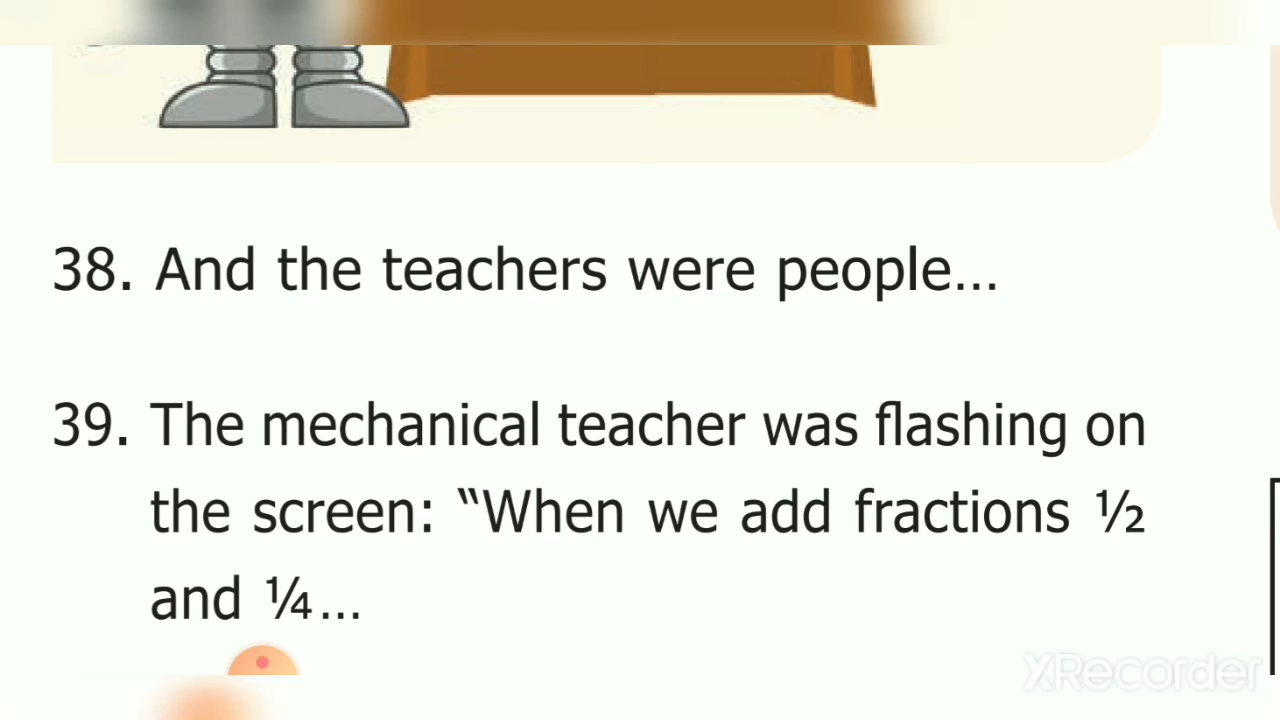 38. And the teachers were people...
39. The mechanical teacher was flashing on
the screen: “When we add fractions ½
and ¼...
XRecorder